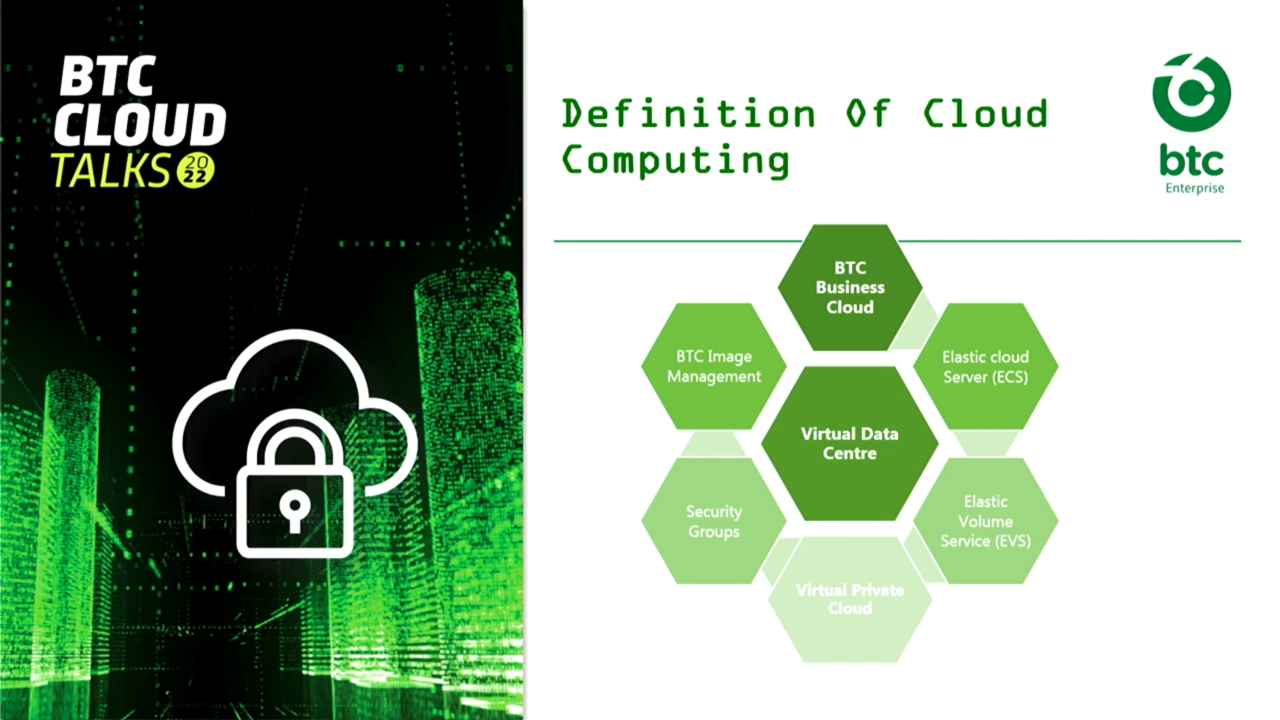 BTC
CLOUD
TALKS 20
22
Definition Of Cloud
Computing
btc
Enterprise
BTC
Business
Cloud
BTC Image
Management
Elastic cloud
Server (ECS)
Virtual Data
Centre
Security
Groups
Elastic
Volume
Service (EVS)
Virtual Private
Cloud